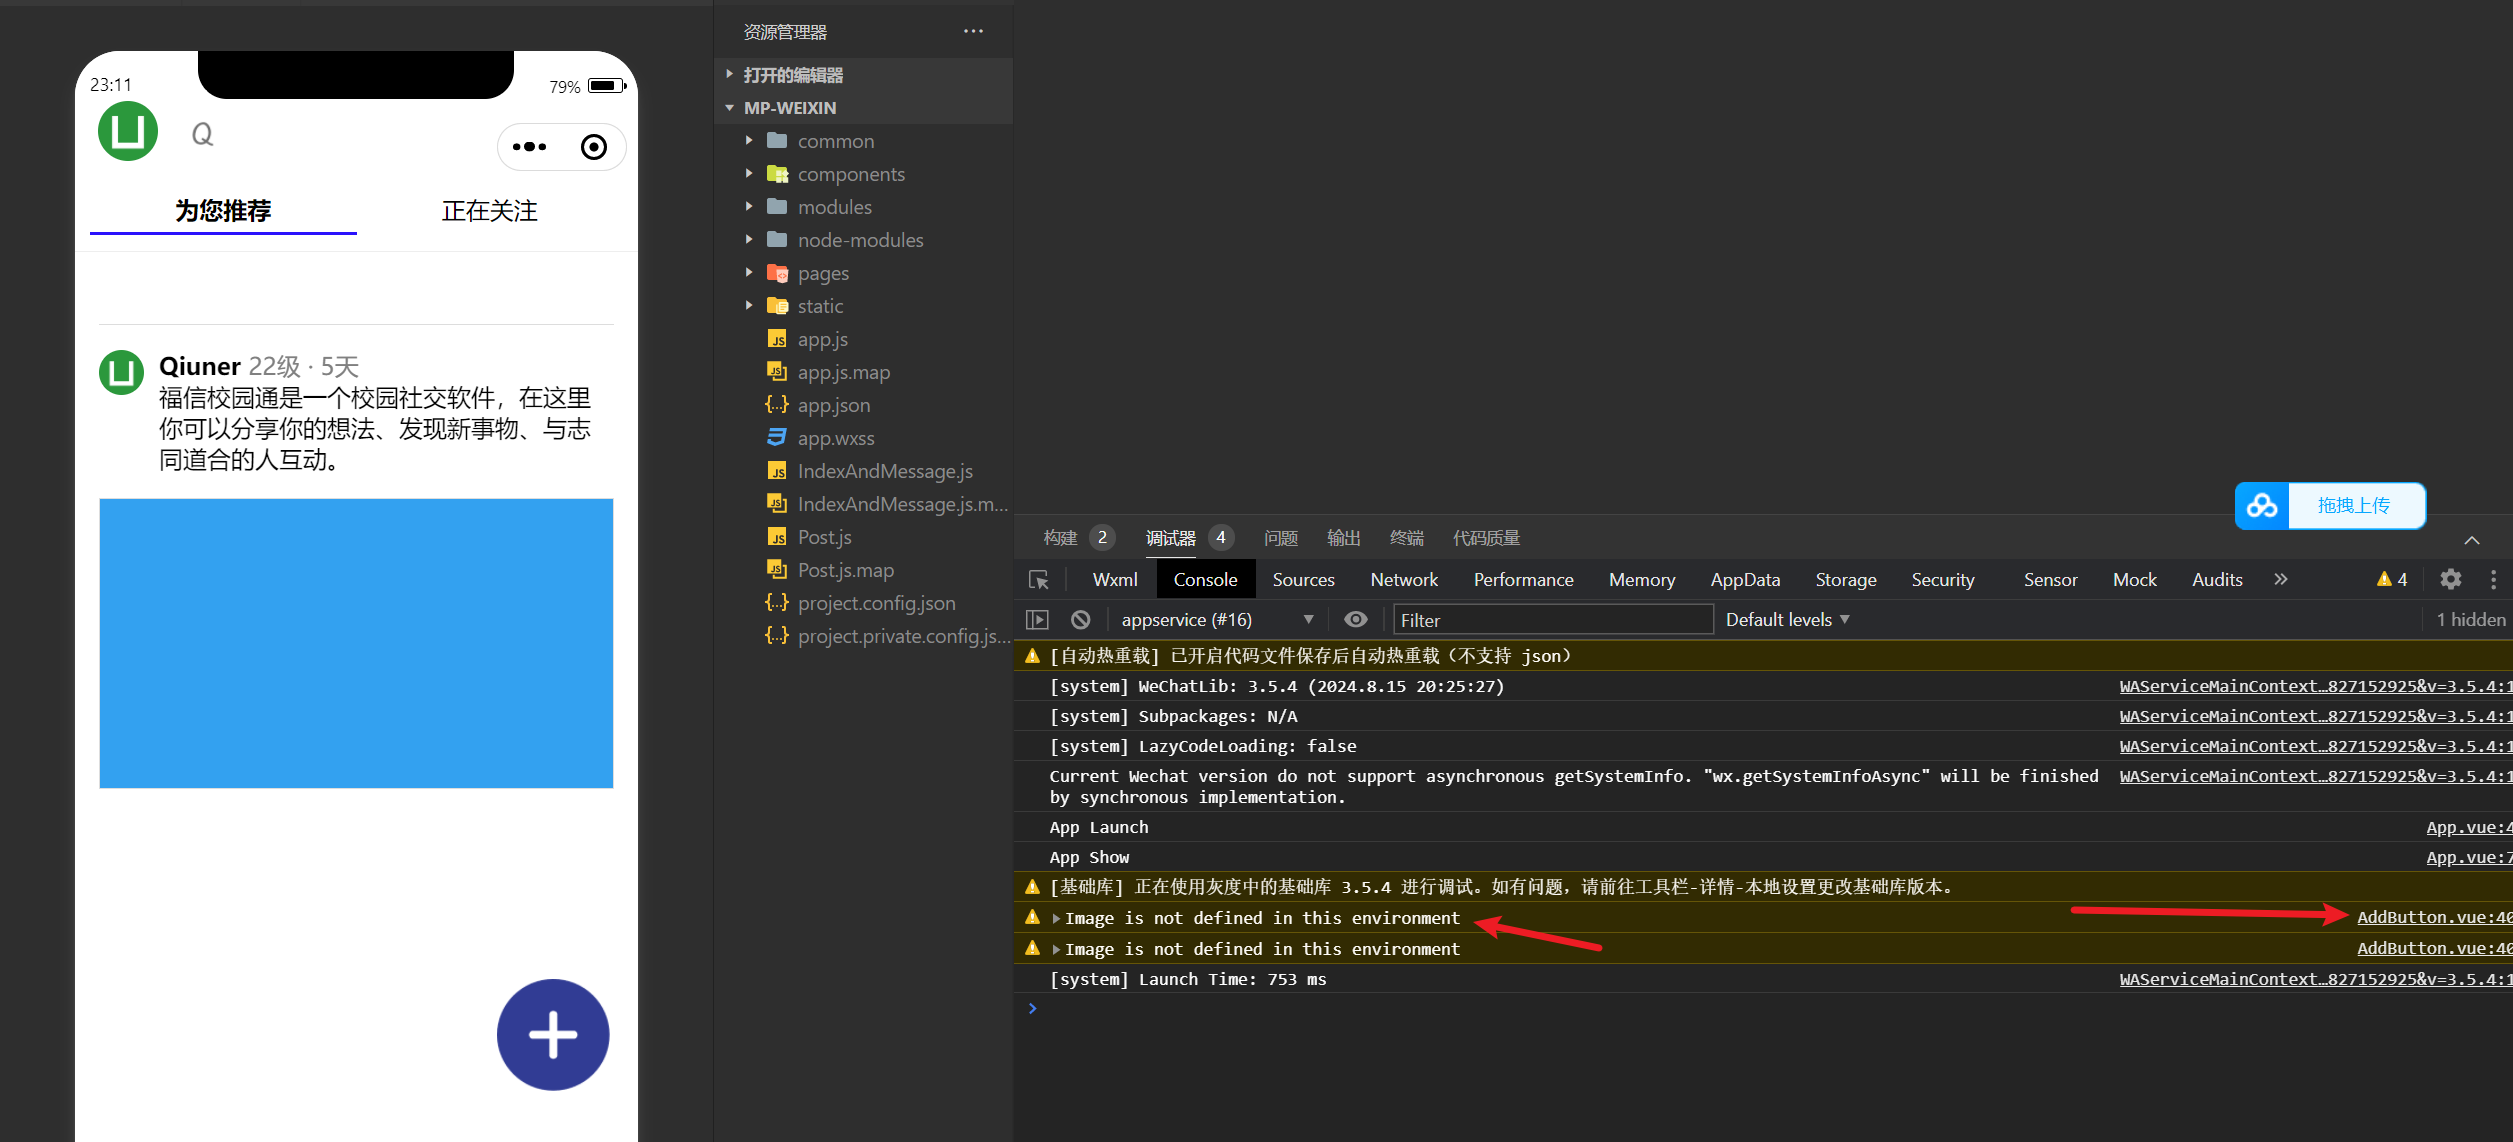 23:11
79%
为您推荐
正在关注
Qiuner 22级 · 5天
福信校园通是一个校园社交软件，在这里
你可以分享你的想法、发现新事物、与志
同道合的人互动。
资源管理器
打开的编辑器
MP-WEIXIN
common
components
modules
node-modules
pages
static
app.js
app.js.map
app.json
app.wxss
IndexAndMessage.js
IndexAndMessage.js.m...
Post.js
Post.js.map
project.config.json
project.private.config.js...
拖拽上传
构建 2 调试器 4 问题 输出 终端 代码质量
Wxml Console Sources Network Performance Memory AppData Storage Security Sensor Mock Audits » 4
appservice (#16) Filter Default levels 1 hidden
[自动热重载] 已开启代码文件保存后自动热重载（不支持 json）
[system] WeChatLib: 3.5.4 (2024.8.15 20:25:27) WAServiceMainContext…827152925&v=3.5.4:1
[system] Subpackages: N/A WAServiceMainContext…827152925&v=3.5.4:1
[system] LazyCodeLoading: false WAServiceMainContext…827152925&v=3.5.4:1
Current Wechat version do not support asynchronous getSystemInfo. "wx.getSystemInfoAsync" will be finished WAServiceMainContext…827152925&v=3.5.4:1
by synchronous implementation.
App Launch App.vue:4
App Show App.vue:7
[基础库] 正在使用灰度中的基础库 3.5.4 进行调试。如有问题，请前往工具栏-详情-本地设置更改基础库版本。
Image is not defined in this environment AddButton.vue:40
Image is not defined in this environment AddButton.vue:40
[system] Launch Time: 753 ms WAServiceMainContext…827152925&v=3.5.4:1